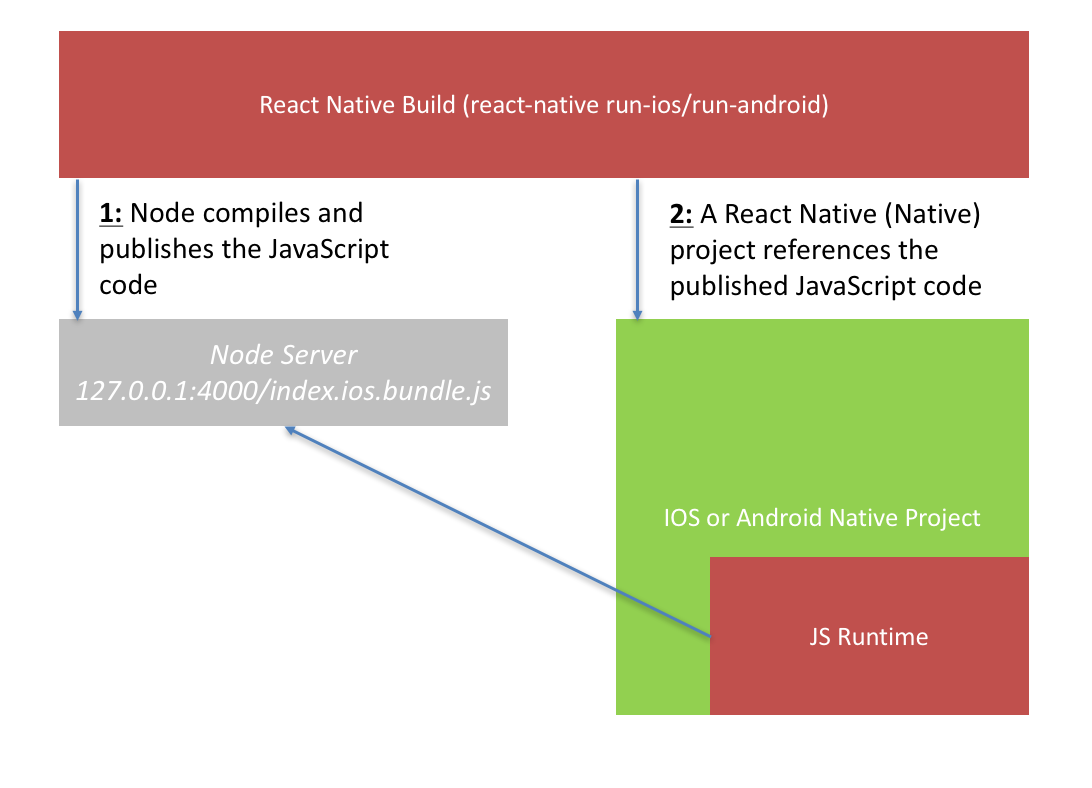 React Native Build (react-native run-ios/run-android)
1: Node compiles and
publishes the JavaScript
code
2: A React Native (Native)
project references the
published JavaScript code
Node Server
127.0.0.1:4000/index.ios.bundle.js
IOS or Android Native Project
JS Runtime